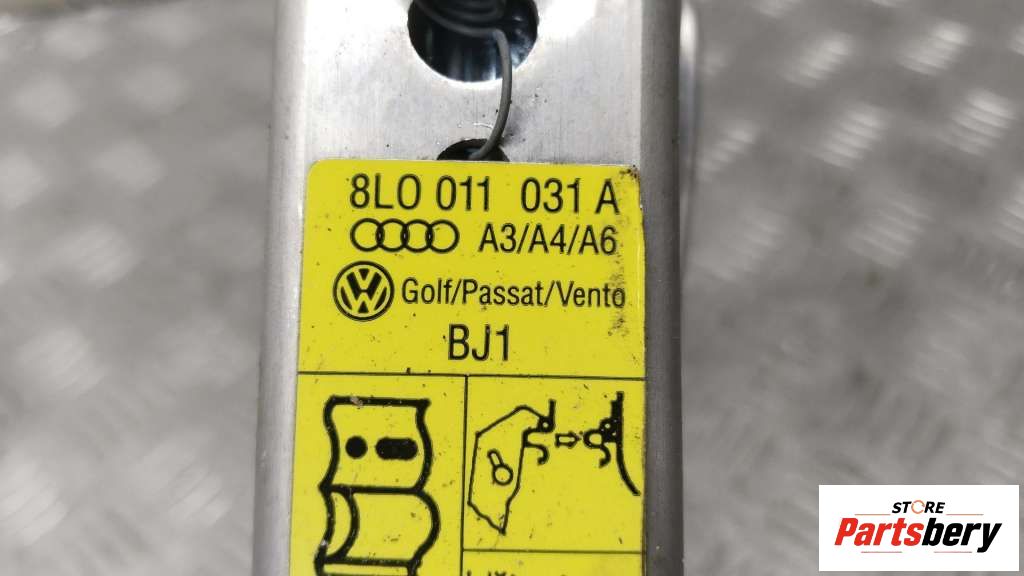 8L0 011 031 A
A3/A4/A6
Golf/Passat/Vento
BJ1
STORE
Partsbery